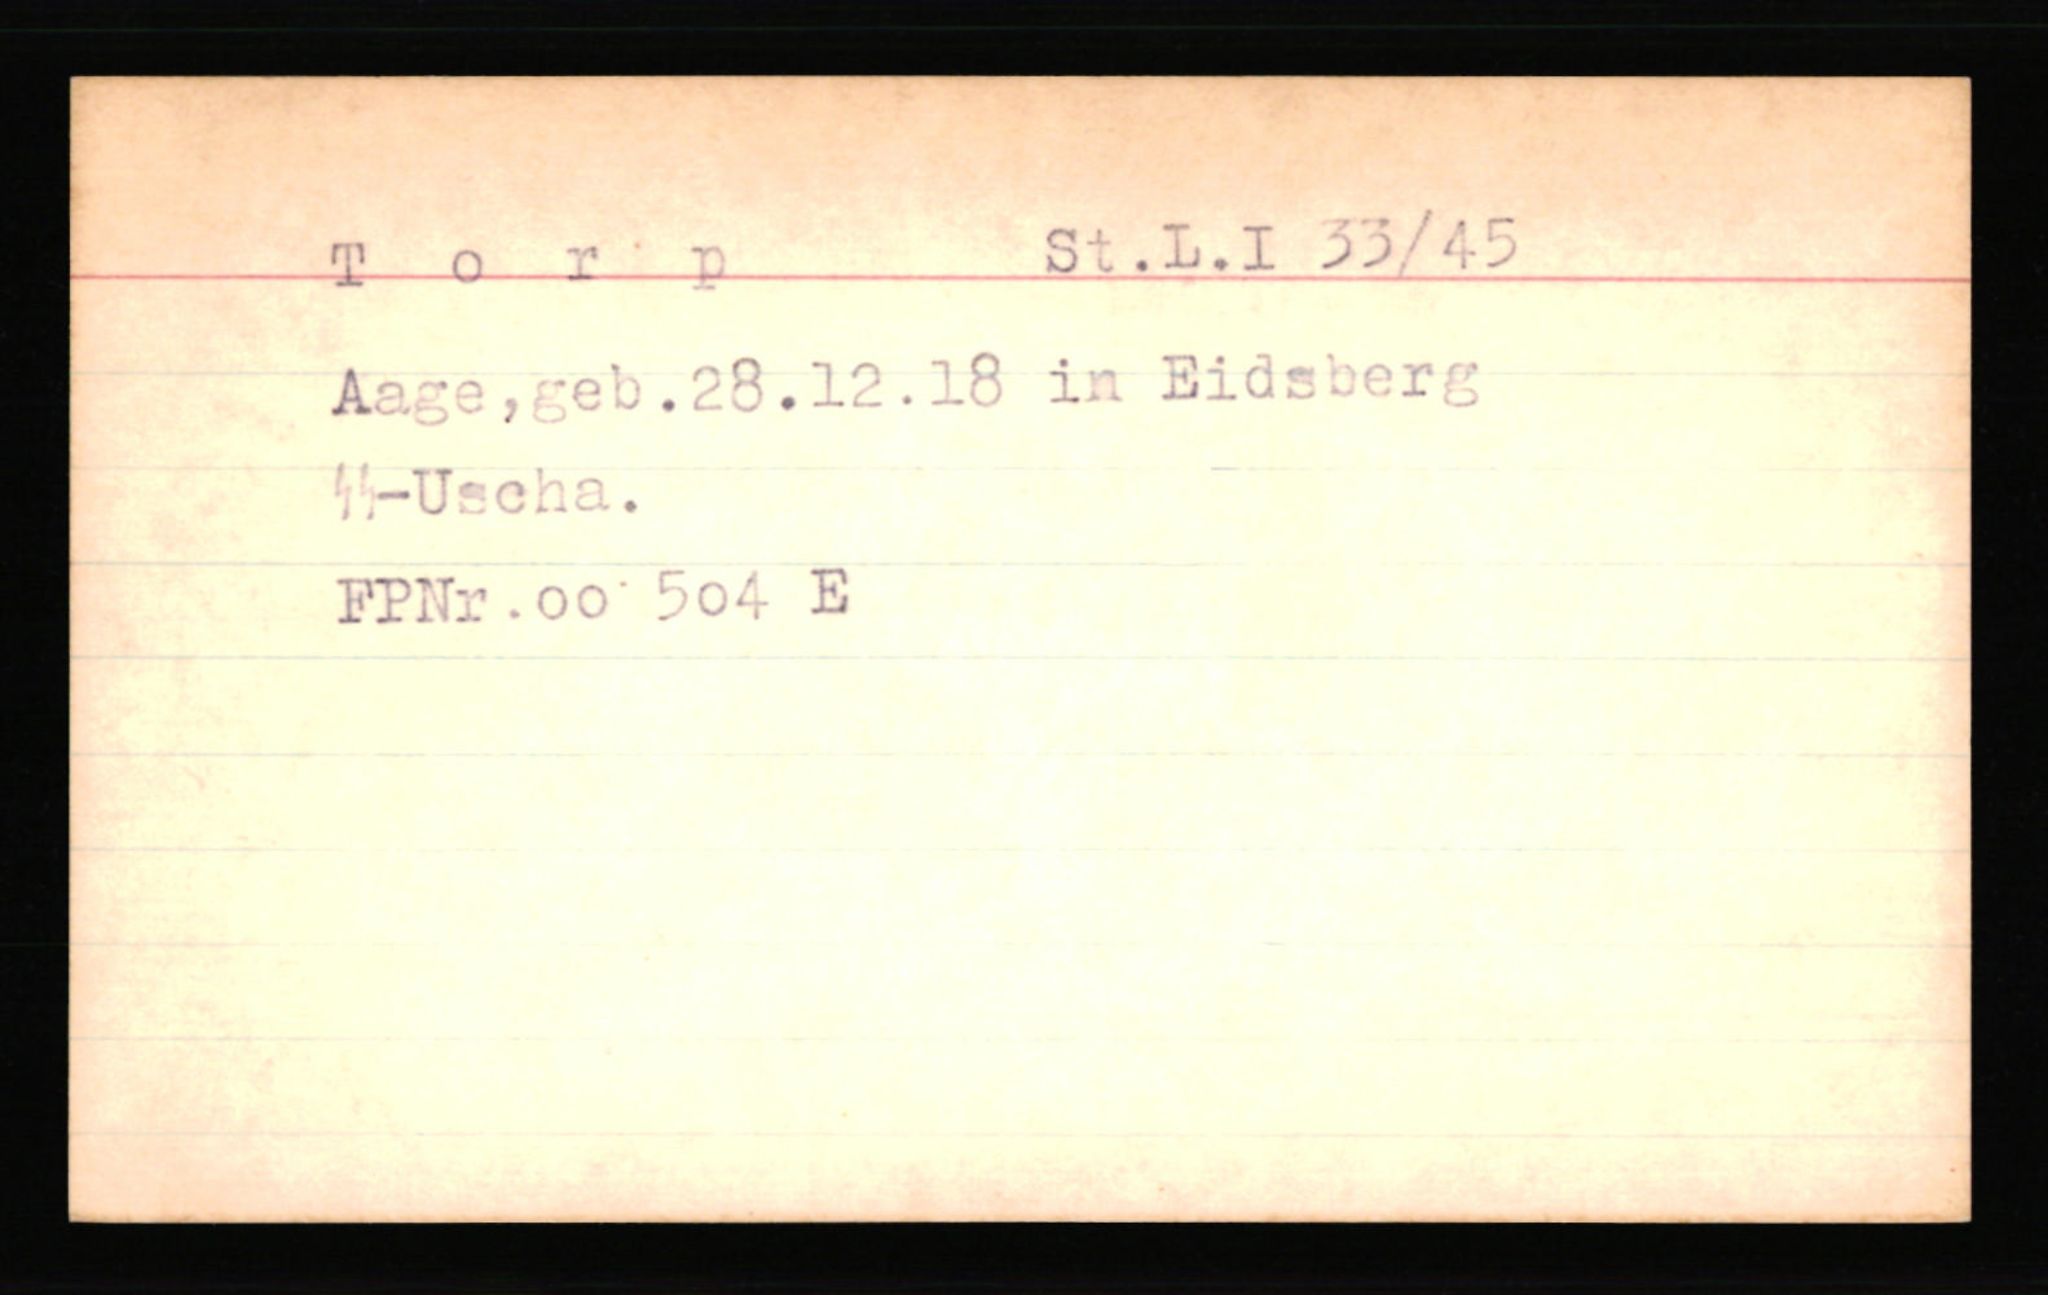 T o r p St.L.I 33/45
Aage,geb.28.12.18 in Eidsberg
ᛋᛋ-Uscha.
FPNr.oo 5o4 E